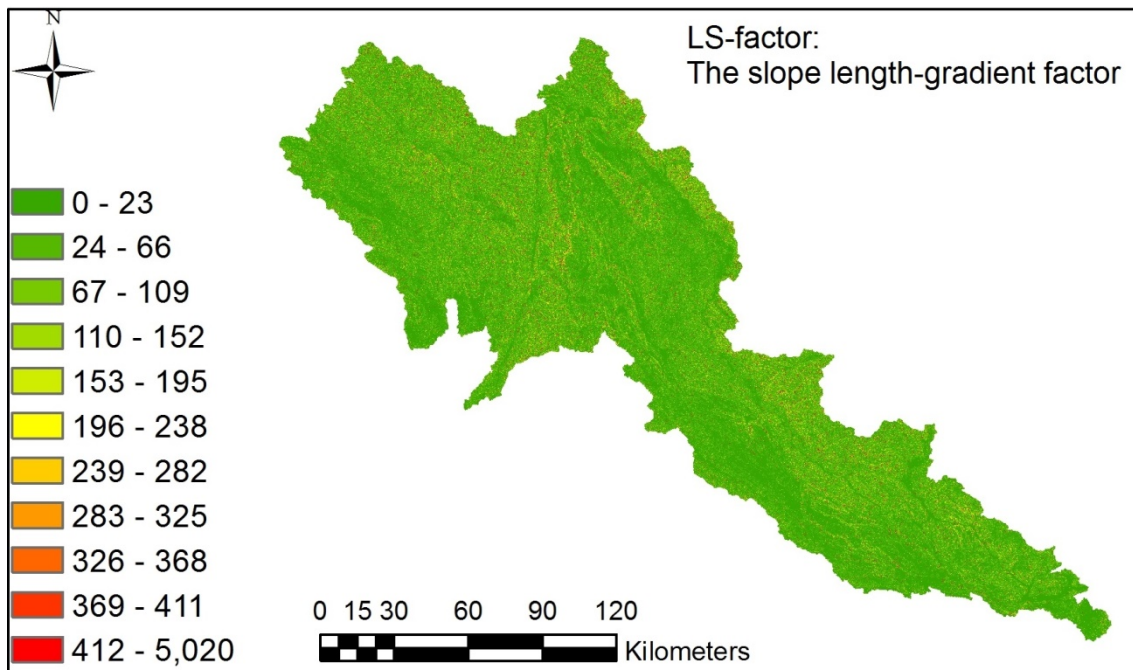 N
LS-factor:
The slope length-gradient factor
0 - 23
24 - 66
67 - 109
110 - 152
153 - 195
196 - 238
239 - 282
283 - 325
326 - 368
369 - 411
412 - 5,020
0 15 30 60 90 120
Kilometers